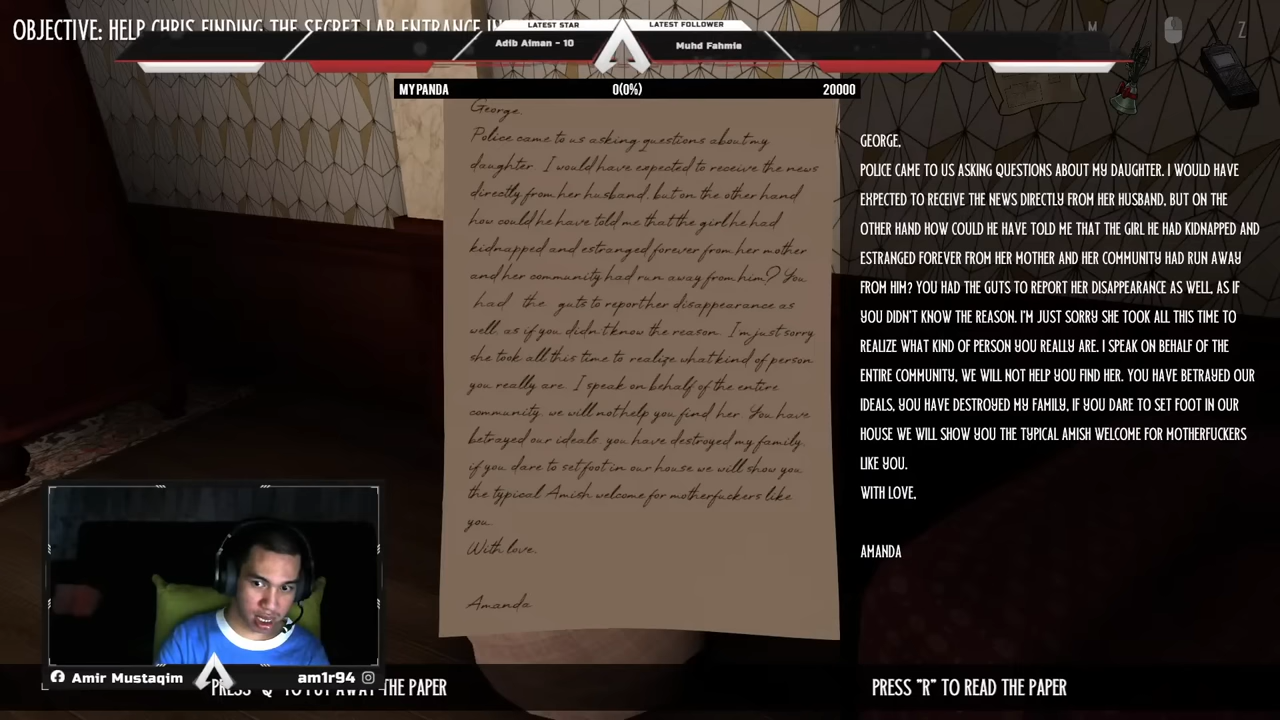 OBJECTIVE: HELP CHRIS FINDING THE SECRET LAB ENTRANCE IN
LATEST STAR
LATEST FOLLOWER
Adib Aiman - 10
Muhd Fahmie
M
Z
MYPANDA
0(0%)
20000
George,
Police came to us asking questions about my
daughter. I would have expected to receive the news
directly from her husband, but on the other hand
how could he have told me that the girl he had
kidnapped and estranged forever from her mother
and her community had run away from him? You
had the guts to report her disappearance as
well, as if you didn't know the reason. I'm just sorry
she took all this time to realize what kind of person
you really are. I speak on behalf of the entire
community, we will not help you find her. You have
betrayed our ideals, you have destroyed my family,
if you dare to set foot in our house we will show you
the typical Amish welcome for motherfuckers like
you.
With love,
Amanda
GEORGE,
POLICE CAME TO US ASKING QUESTIONS ABOUT MY DAUGHTER. I WOULD HAVE
EXPECTED TO RECEIVE THE NEWS DIRECTLY FROM HER HUSBAND, BUT ON THE
OTHER HAND HOW COULD HE HAVE TOLD ME THAT THE GIRL HE HAD KIDNAPPED AND
ESTRANGED FOREVER FROM HER MOTHER AND HER COMMUNITY HAD RUN AWAY
FROM HIM? YOU HAD THE GUTS TO REPORT HER DISAPPEARANCE AS WELL, AS IF
YOU DIDN'T KNOW THE REASON. I'M JUST SORRY SHE TOOK ALL THIS TIME TO
REALIZE WHAT KIND OF PERSON YOU REALLY ARE. I SPEAK ON BEHALF OF THE
ENTIRE COMMUNITY, WE WILL NOT HELP YOU FIND HER. YOU HAVE BETRAYED OUR
IDEALS, YOU HAVE DESTROYED MY FAMILY, IF YOU DARE TO SET FOOT IN OUR
HOUSE WE WILL SHOW YOU THE TYPICAL AMISH WELCOME FOR MOTHERFUCKERS
LIKE YOU.
WITH LOVE,
AMANDA
Amir Mustaqim
am1r94
PRESS "Q" TO PUT AWAY THE PAPER
PRESS "R" TO READ THE PAPER